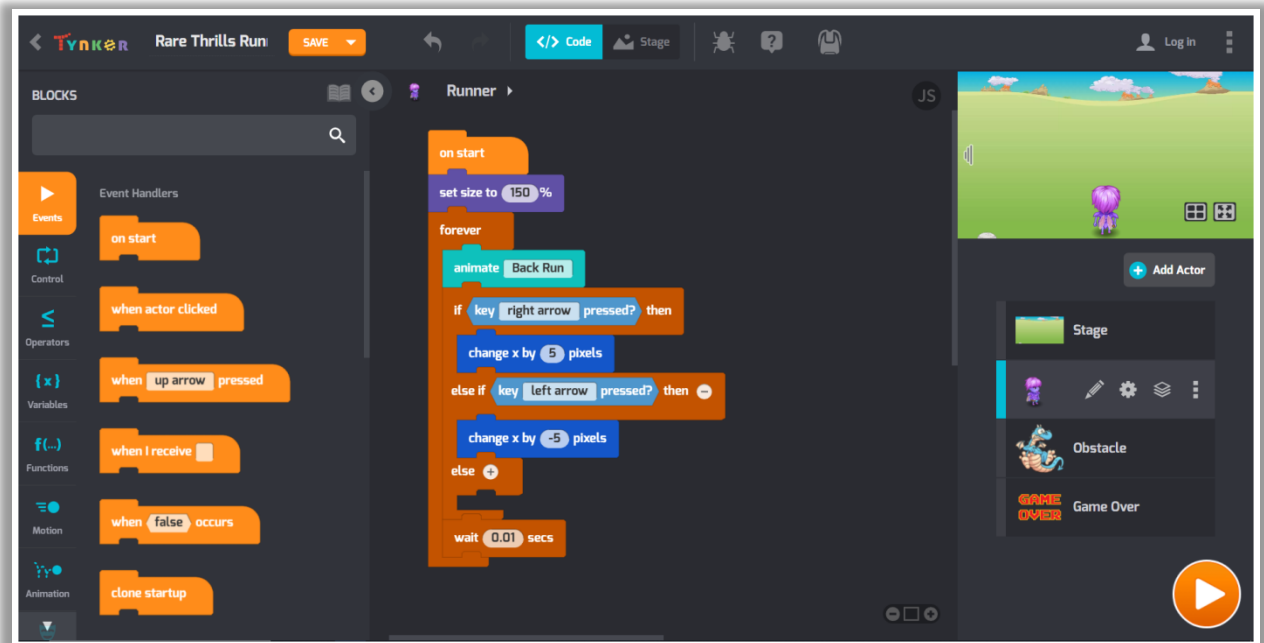 TYNKER Rare Thrills Run SAVE </> Code Stage ? Log in
BLOCKS
Runner
JS
Event Handlers
Events
Control
Operators
{x}
Variables
f(...)
Functions
Motion
Animation
on start
when actor clicked
when up arrow pressed
when I receive
when false occurs
clone startup
on start
set size to 150 %
forever
animate Back Run
if key right arrow pressed? then
change x by 5 pixels
else if key left arrow pressed? then
change x by -5 pixels
else
wait 0.01 secs
Add Actor
Stage
Obstacle
GAME OVER Game Over